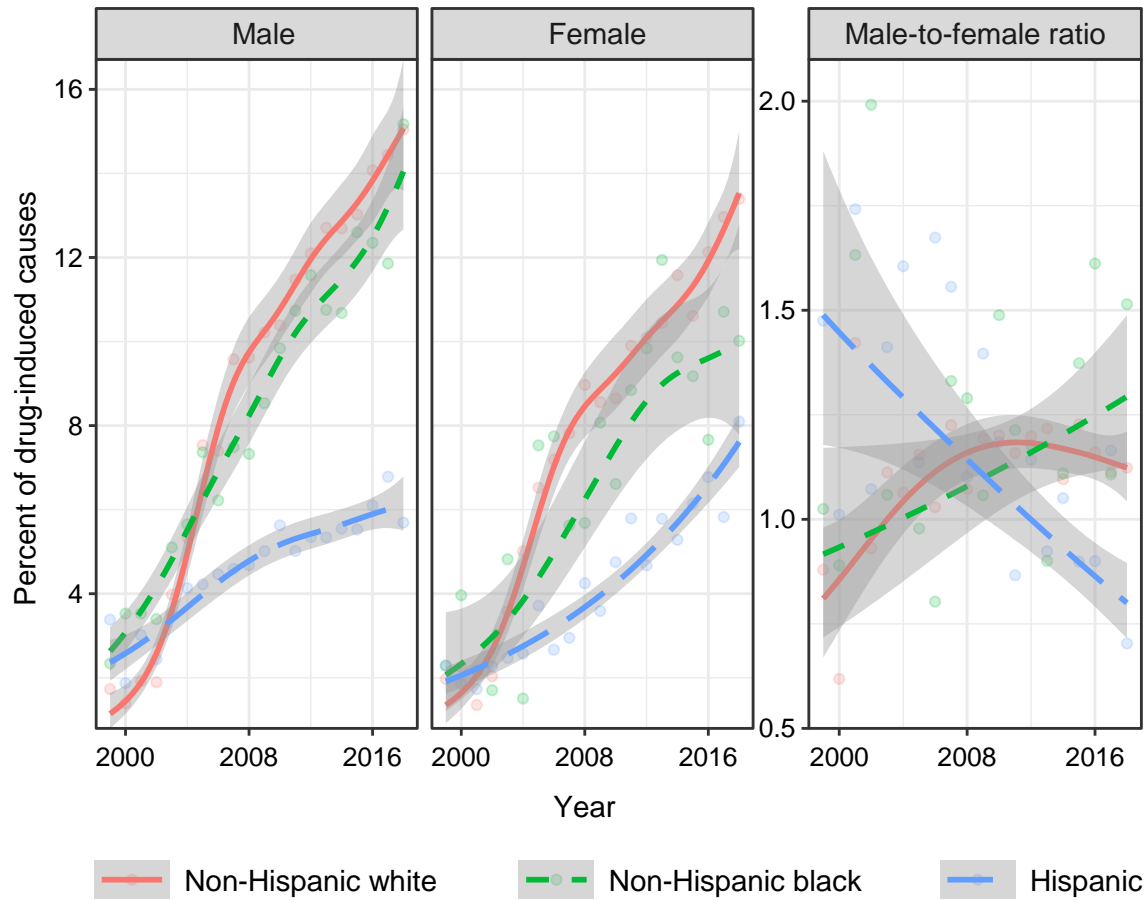 Male Female Male-to-female ratio
Percent of drug-induced causes
16
12
8
4
2.0
1.5
1.0
0.5
2000 2008 2016 2000 2008 2016 2000 2008 2016
Year
Non-Hispanic white Non-Hispanic black Hispanic